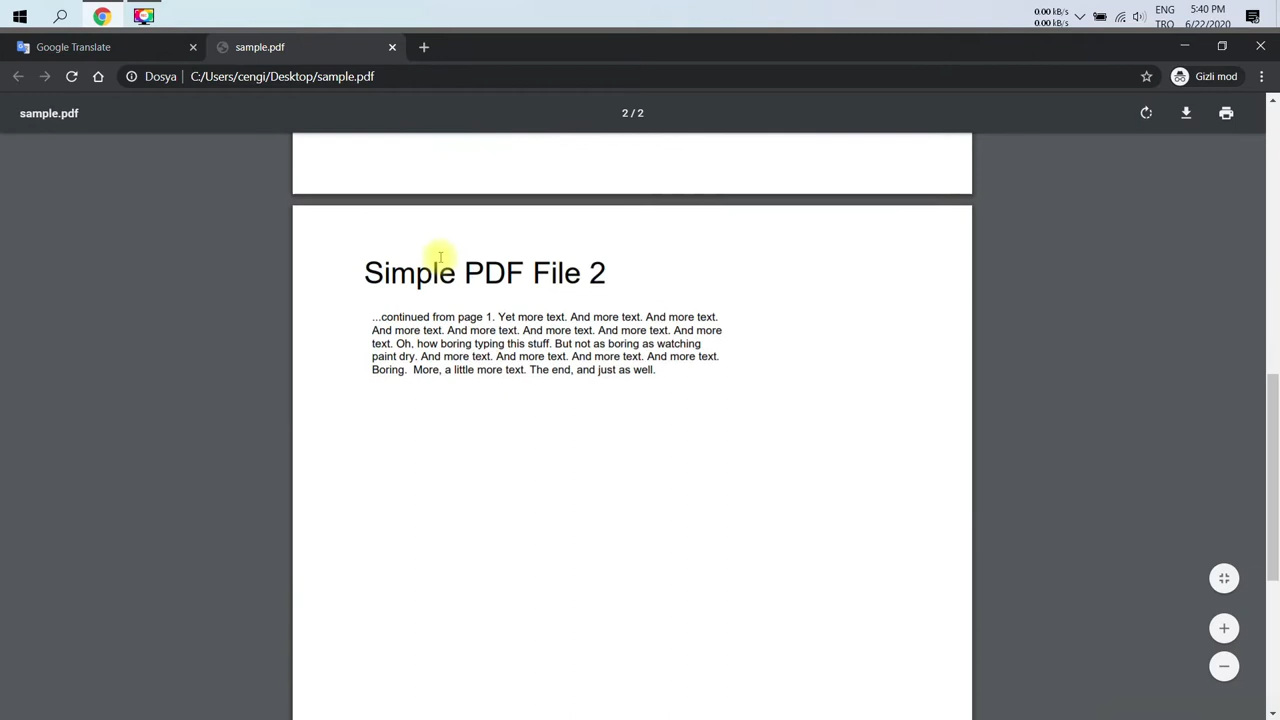 0.00 kB/s
0.00 kB/s
ENG
TRO
5:40 PM
6/22/2020
Google Translate
sample.pdf
Dosya | C:/Users/cengi/Desktop/sample.pdf
Gizli mod
sample.pdf
2 / 2
Simple PDF File 2
...continued from page 1. Yet more text. And more text. And more text.
And more text. And more text. And more text. And more text. And more
text. Oh, how boring typing this stuff. But not as boring as watching
paint dry. And more text. And more text. And more text. And more text.
Boring.  More, a little more text. The end, and just as well.